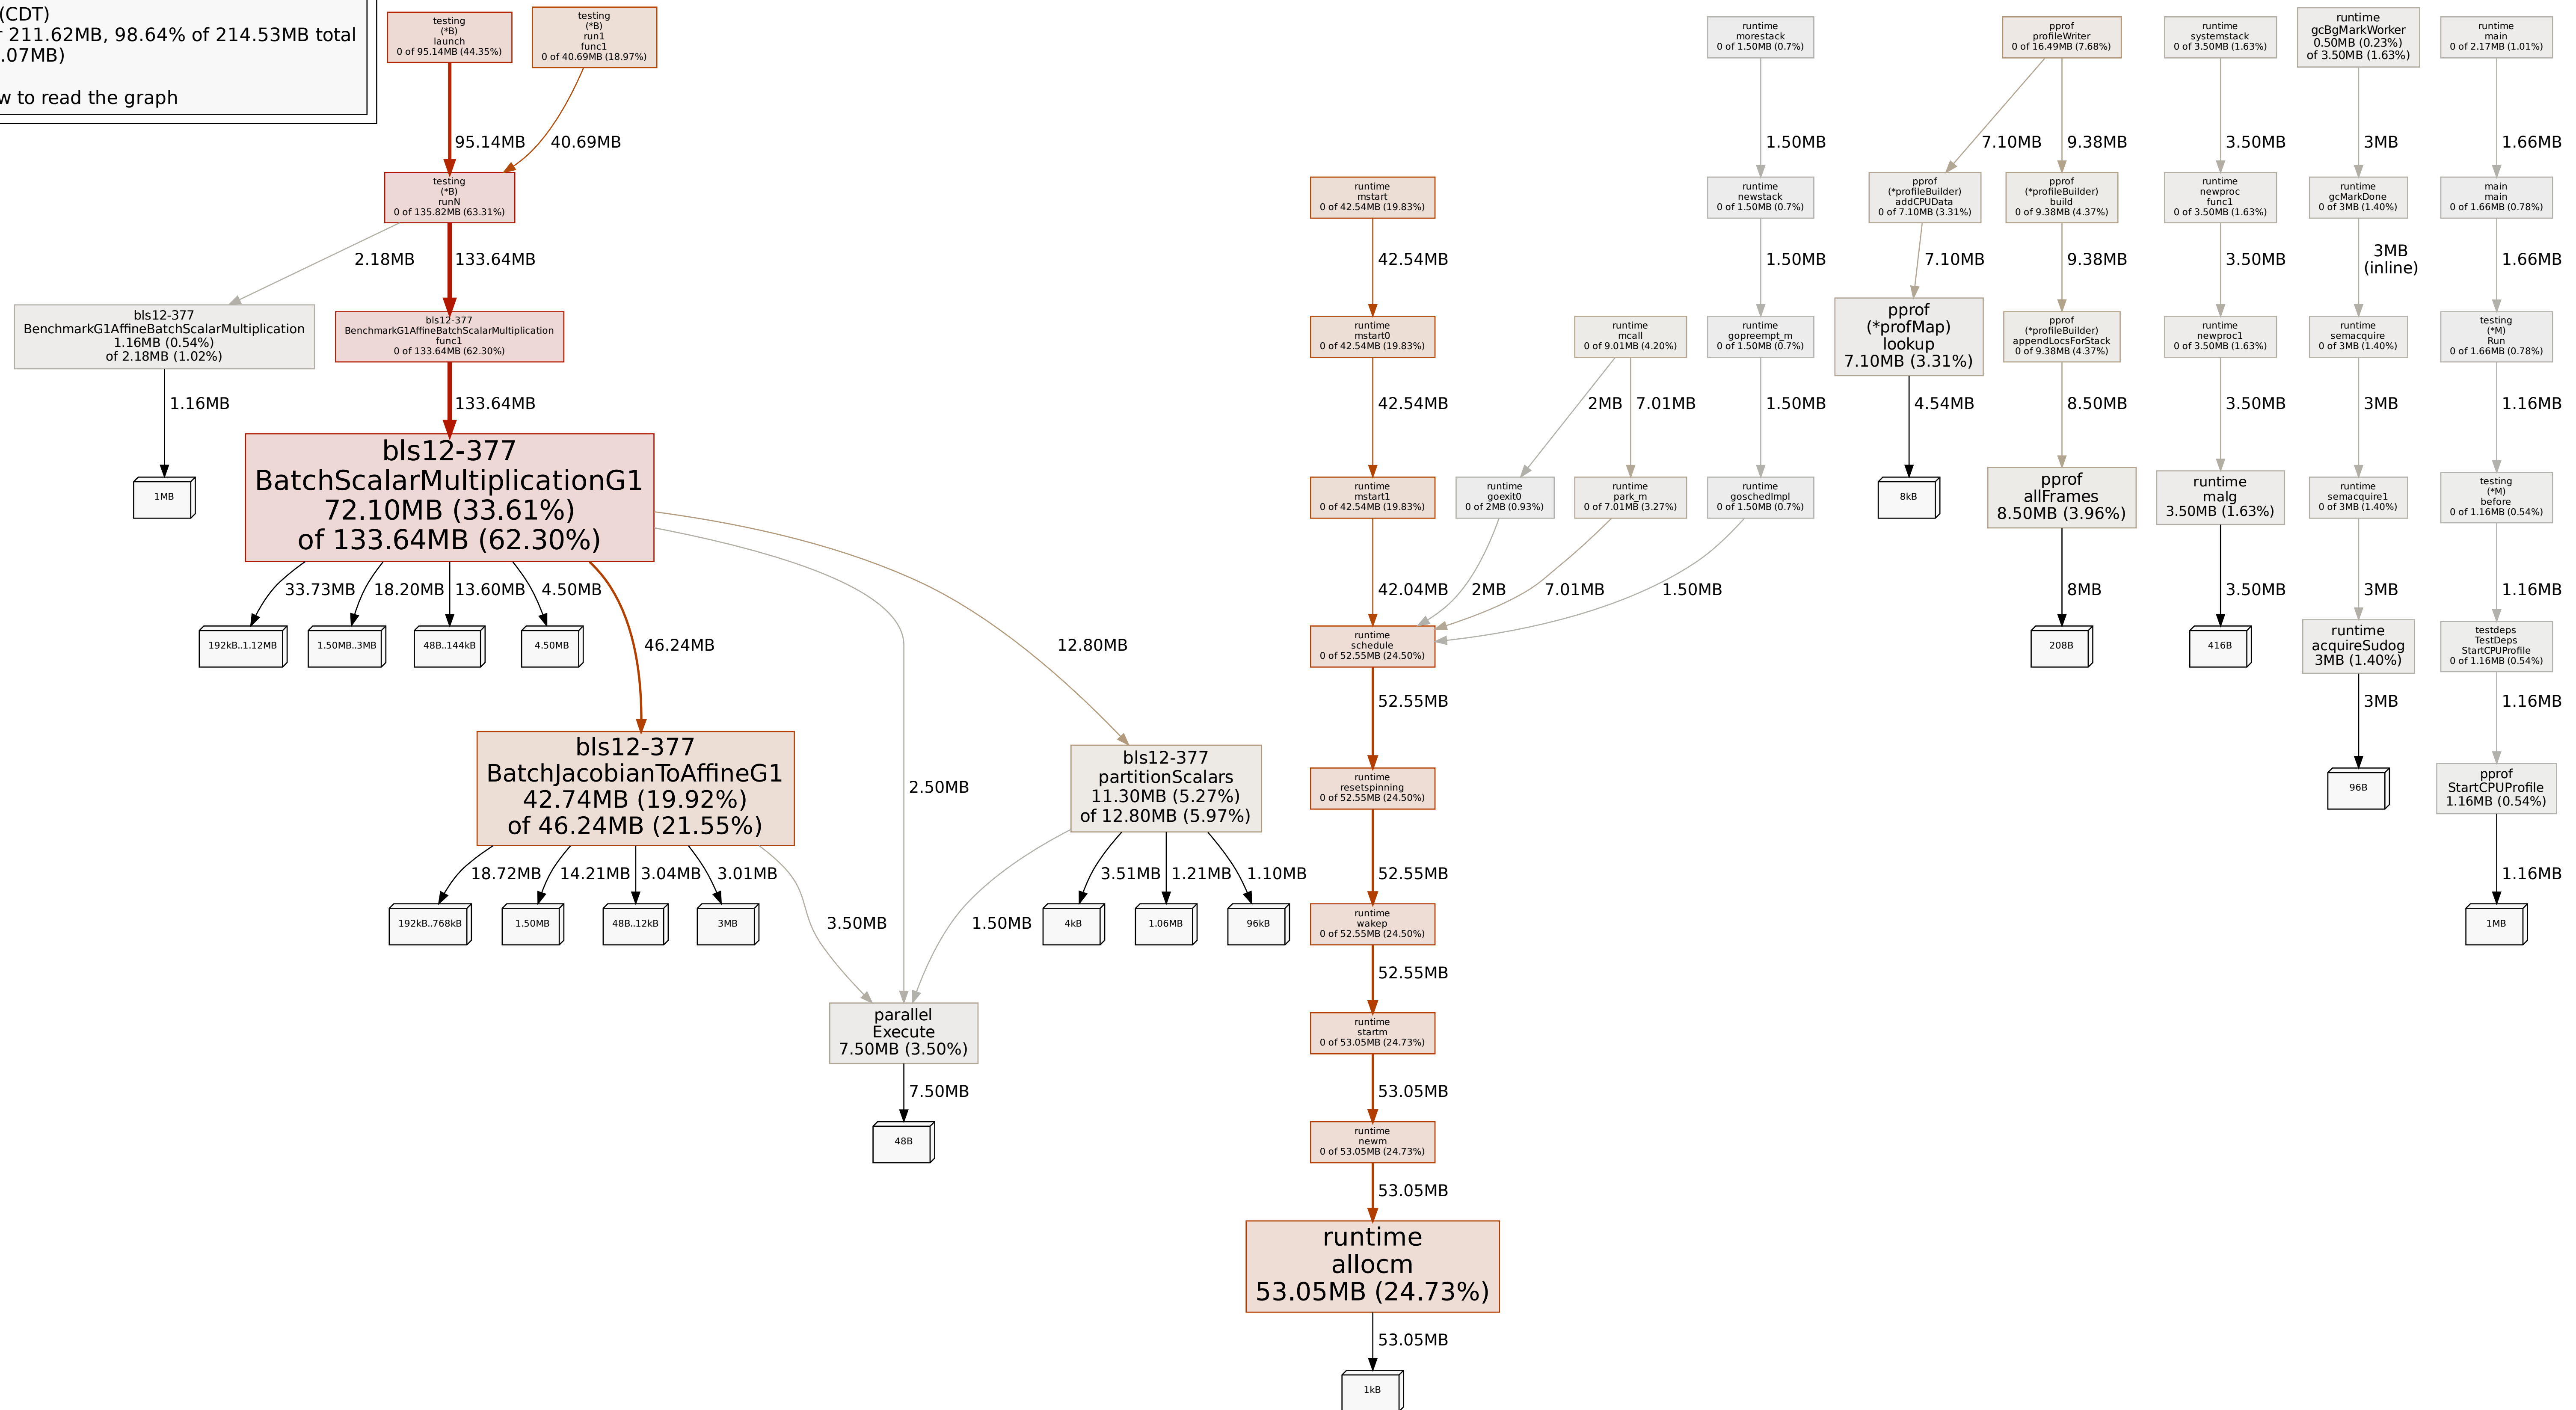 (CDT)
211.62MB, 98.64% of 214.53MB total
.07MB)
to read the graph
testing
(*B)
launch
0 of 95.14MB (44.35%)
testing
(*B)
run1
func1
0 of 40.69MB (18.97%)
runtime
morestack
0 of 1.50MB (0.7%)
pprof
profileWriter
0 of 16.49MB (7.68%)
runtime
systemstack
0 of 3.50MB (1.63%)
runtime
gcBgMarkWorker
0.50MB (0.23%)
of 3.50MB (1.63%)
runtime
main
0 of 2.17MB (1.01%)
95.14MB
40.69MB
1.50MB
7.10MB
9.38MB
3.50MB
3MB
1.66MB
testing
(*B)
runN
0 of 135.82MB (63.31%)
runtime
mstart
0 of 42.54MB (19.83%)
runtime
newstack
0 of 1.50MB (0.7%)
pprof
(*profileBuilder)
addCPUData
0 of 7.10MB (3.31%)
pprof
(*profileBuilder)
build
0 of 9.38MB (4.37%)
runtime
newproc
func1
0 of 3.50MB (1.63%)
runtime
gcMarkDone
0 of 3MB (1.40%)
main
main
0 of 1.66MB (0.78%)
2.18MB
133.64MB
42.54MB
1.50MB
7.10MB
9.38MB
3.50MB
3MB
(inline)
1.66MB
bls12-377
BenchmarkG1AffineBatchScalarMultiplication
1.16MB (0.54%)
of 2.18MB (1.02%)
bls12-377
BenchmarkG1AffineBatchScalarMultiplication
func1
0 of 133.64MB (62.30%)
runtime
mstart0
0 of 42.54MB (19.83%)
runtime
mcall
0 of 9.01MB (4.20%)
runtime
gopreempt_m
0 of 1.50MB (0.7%)
pprof
(*profMap)
lookup
7.10MB (3.31%)
pprof
(*profileBuilder)
appendLocsForStack
0 of 9.38MB (4.37%)
runtime
newproc1
0 of 3.50MB (1.63%)
runtime
semacquire
0 of 3MB (1.40%)
testing
(*M)
Run
0 of 1.66MB (0.78%)
1.16MB
133.64MB
42.54MB
2MB
7.01MB
1.50MB
4.54MB
8.50MB
3.50MB
3MB
1.16MB
1MB
bls12-377
BatchScalarMultiplicationG1
72.10MB (33.61%)
of 133.64MB (62.30%)
runtime
mstart1
0 of 42.54MB (19.83%)
runtime
goexit0
0 of 2MB (0.93%)
runtime
park_m
0 of 7.01MB (3.27%)
runtime
goschedImpl
0 of 1.50MB (0.7%)
8kB
pprof
allFrames
8.50MB (3.96%)
runtime
malg
3.50MB (1.63%)
runtime
semacquire1
0 of 3MB (1.40%)
testing
(*M)
before
0 of 1.16MB (0.54%)
33.73MB
18.20MB
13.60MB
4.50MB
46.24MB
12.80MB
42.04MB
2MB
7.01MB
1.50MB
8MB
3.50MB
3MB
1.16MB
192kB..1.12MB
1.50MB..3MB
48B..144kB
4.50MB
runtime
schedule
0 of 52.55MB (24.50%)
208B
416B
runtime
acquireSudog
3MB (1.40%)
testdeps
TestDeps
StartCPUProfile
0 of 1.16MB (0.54%)
52.55MB
3MB
1.16MB
bls12-377
BatchJacobianToAffineG1
42.74MB (19.92%)
of 46.24MB (21.55%)
2.50MB
bls12-377
partitionScalars
11.30MB (5.27%)
of 12.80MB (5.97%)
runtime
resetspinning
0 of 52.55MB (24.50%)
96B
pprof
StartCPUProfile
1.16MB (0.54%)
18.72MB
14.21MB
3.04MB
3.01MB
3.50MB
1.50MB
3.51MB
1.21MB
1.10MB
52.55MB
1.16MB
192kB..768kB
1.50MB
48B..12kB
3MB
4kB
1.06MB
96kB
runtime
wakep
0 of 52.55MB (24.50%)
1MB
52.55MB
parallel
Execute
7.50MB (3.50%)
runtime
startm
0 of 53.05MB (24.73%)
7.50MB
53.05MB
48B
runtime
newm
0 of 53.05MB (24.73%)
53.05MB
runtime
allocm
53.05MB (24.73%)
53.05MB
1kB